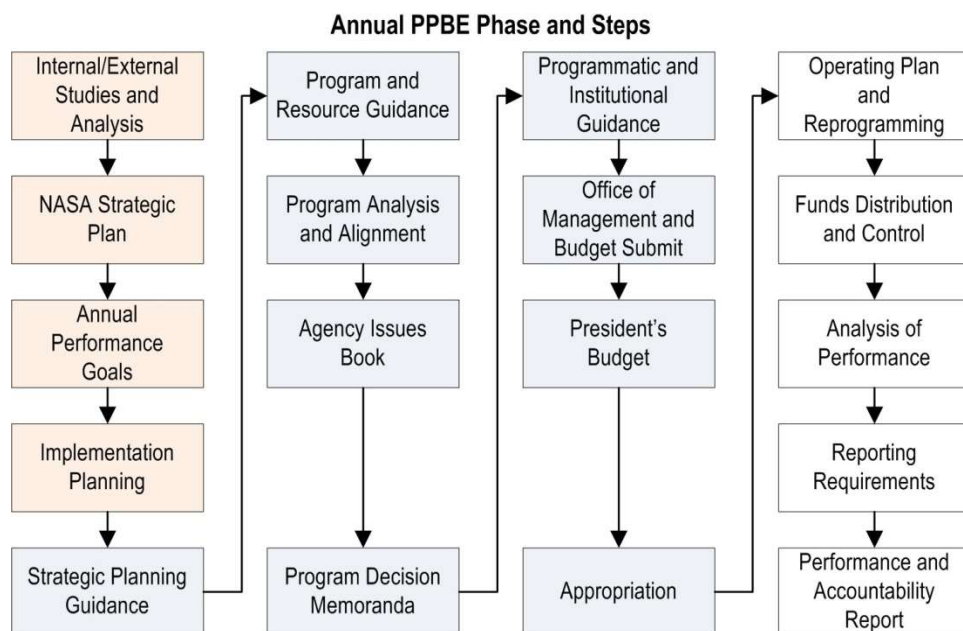 Annual PPBE Phase and Steps
Internal/External
Studies and
Analysis
NASA Strategic
Plan
Annual
Performance
Goals
Implementation
Planning
Strategic Planning
Guidance
Program and
Resource Guidance
Program Analysis
and Alignment
Agency Issues
Book
Program Decision
Memoranda
Programmatic and
Institutional
Guidance
Office of
Management and
Budget Submit
President's
Budget
Appropriation
Operating Plan
and
Reprogramming
Funds Distribution
and Control
Analysis of
Performance
Reporting
Requirements
Performance and
Accountability
Report